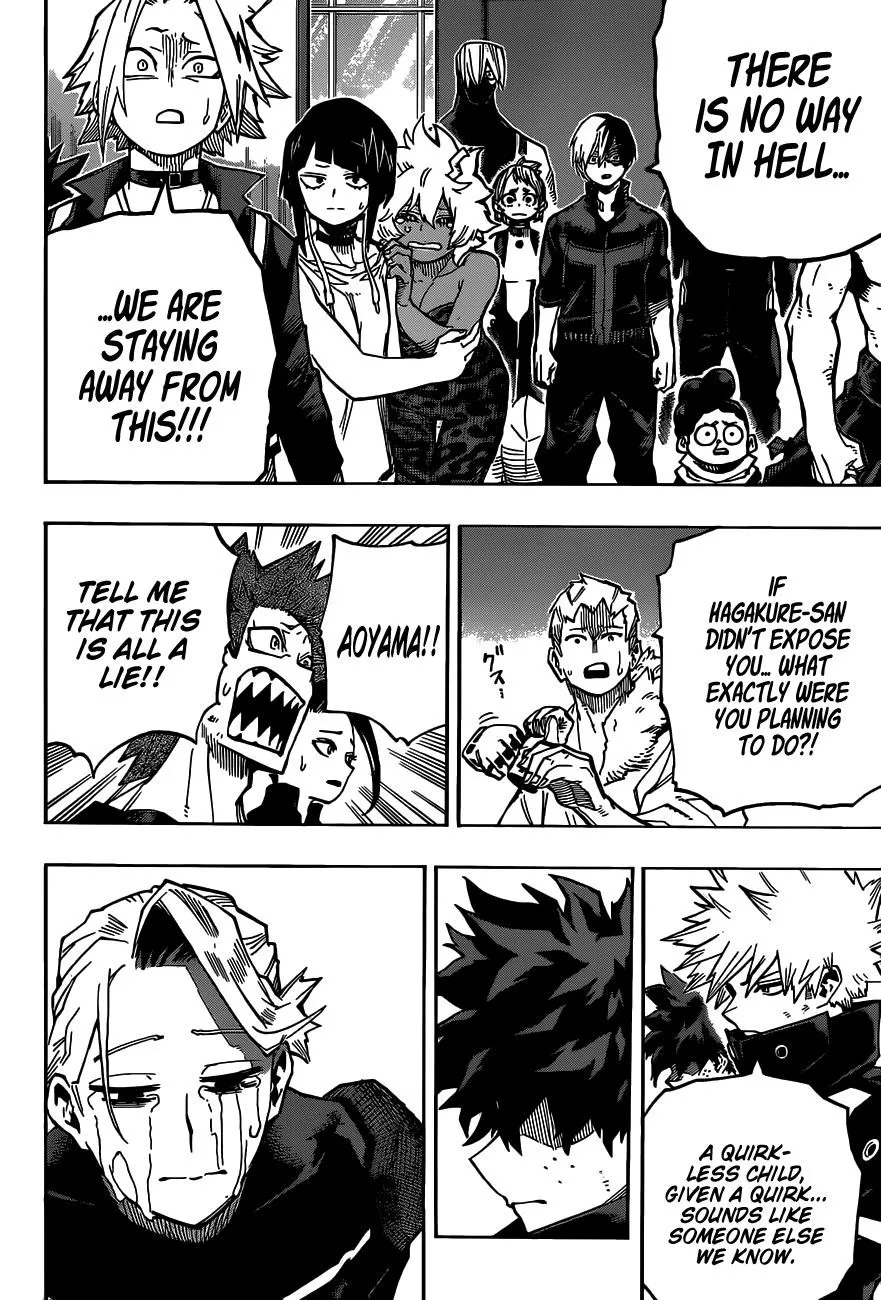 THERE
IS NO WAY
IN HELL...
...WE ARE
STAYING
AWAY FROM
THIS!!!
IF
HAGAKURE-SAN
DIDN'T EXPOSE
YOU... WHAT
EXACTLY WERE
YOU PLANNING
TO DO?!
グス...
AOYAMA!!
TELL ME
THAT THIS
IS ALL A
LIE!!
A QUIRK-
LESS CHILD,
GIVEN A QUIRK...
SOUNDS LIKE
SOMEONE ELSE
WE KNOW.